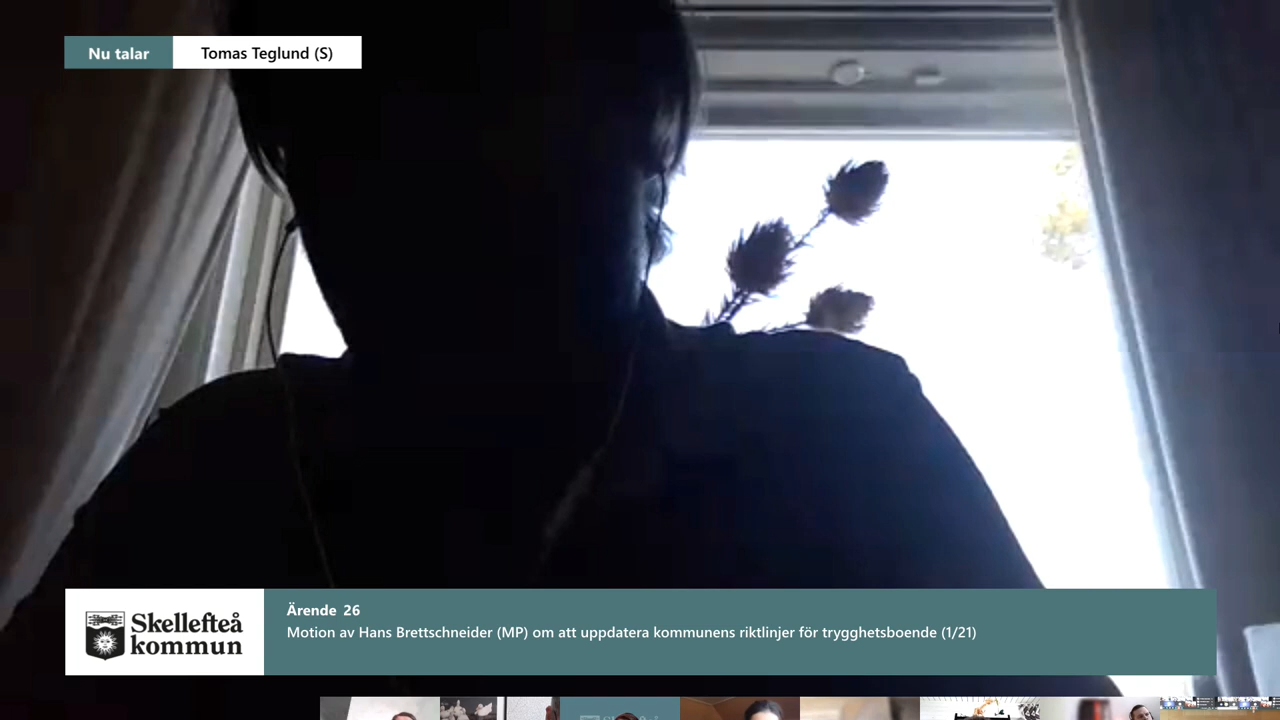 Nu talar
Tomas Teglund (S)
Ärende 26
Motion av Hans Brettschneider (MP) om att uppdatera kommunens riktlinjer för trygghetsboende (1/21)
Skellefteå
kommun